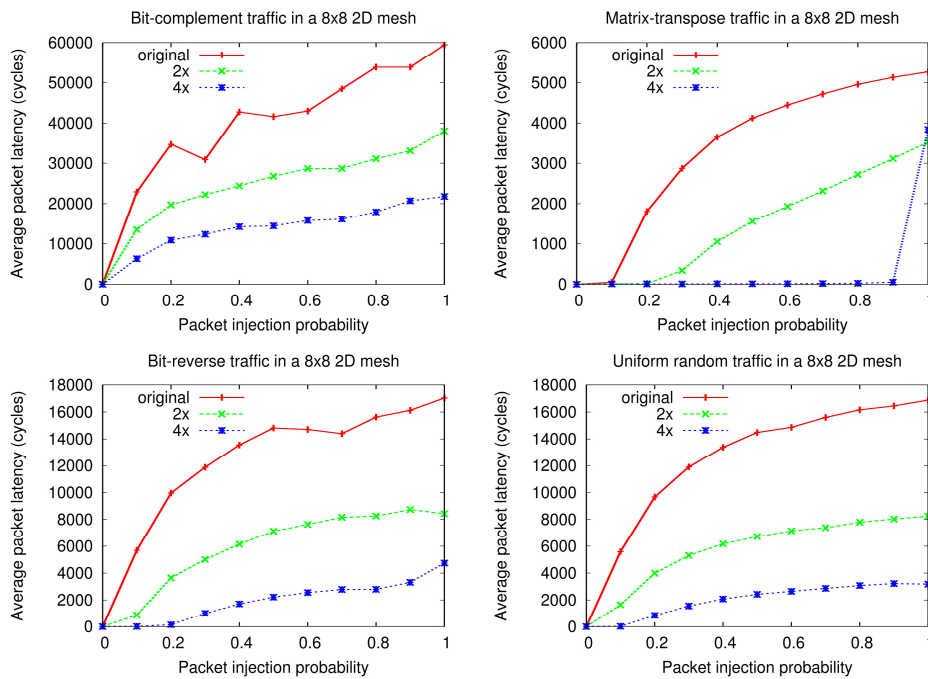 Bit-complement traffic in a 8x8 2D mesh
Average packet latency (cycles)
60000
50000
40000
30000
20000
10000
0
original
2x
4x
0 0.2 0.4 0.6 0.8 1
Packet injection probability
Matrix-transpose traffic in a 8x8 2D mesh
Average packet latency (cycles)
6000
5000
4000
3000
2000
1000
0
original
2x
4x
0 0.2 0.4 0.6 0.8 1
Packet injection probability
Bit-reverse traffic in a 8x8 2D mesh
Average packet latency (cycles)
18000
16000
14000
12000
10000
8000
6000
4000
2000
0
original
2x
4x
0 0.2 0.4 0.6 0.8 1
Packet injection probability
Uniform random traffic in a 8x8 2D mesh
Average packet latency (cycles)
18000
16000
14000
12000
10000
8000
6000
4000
2000
0
original
2x
4x
0 0.2 0.4 0.6 0.8 1
Packet injection probability